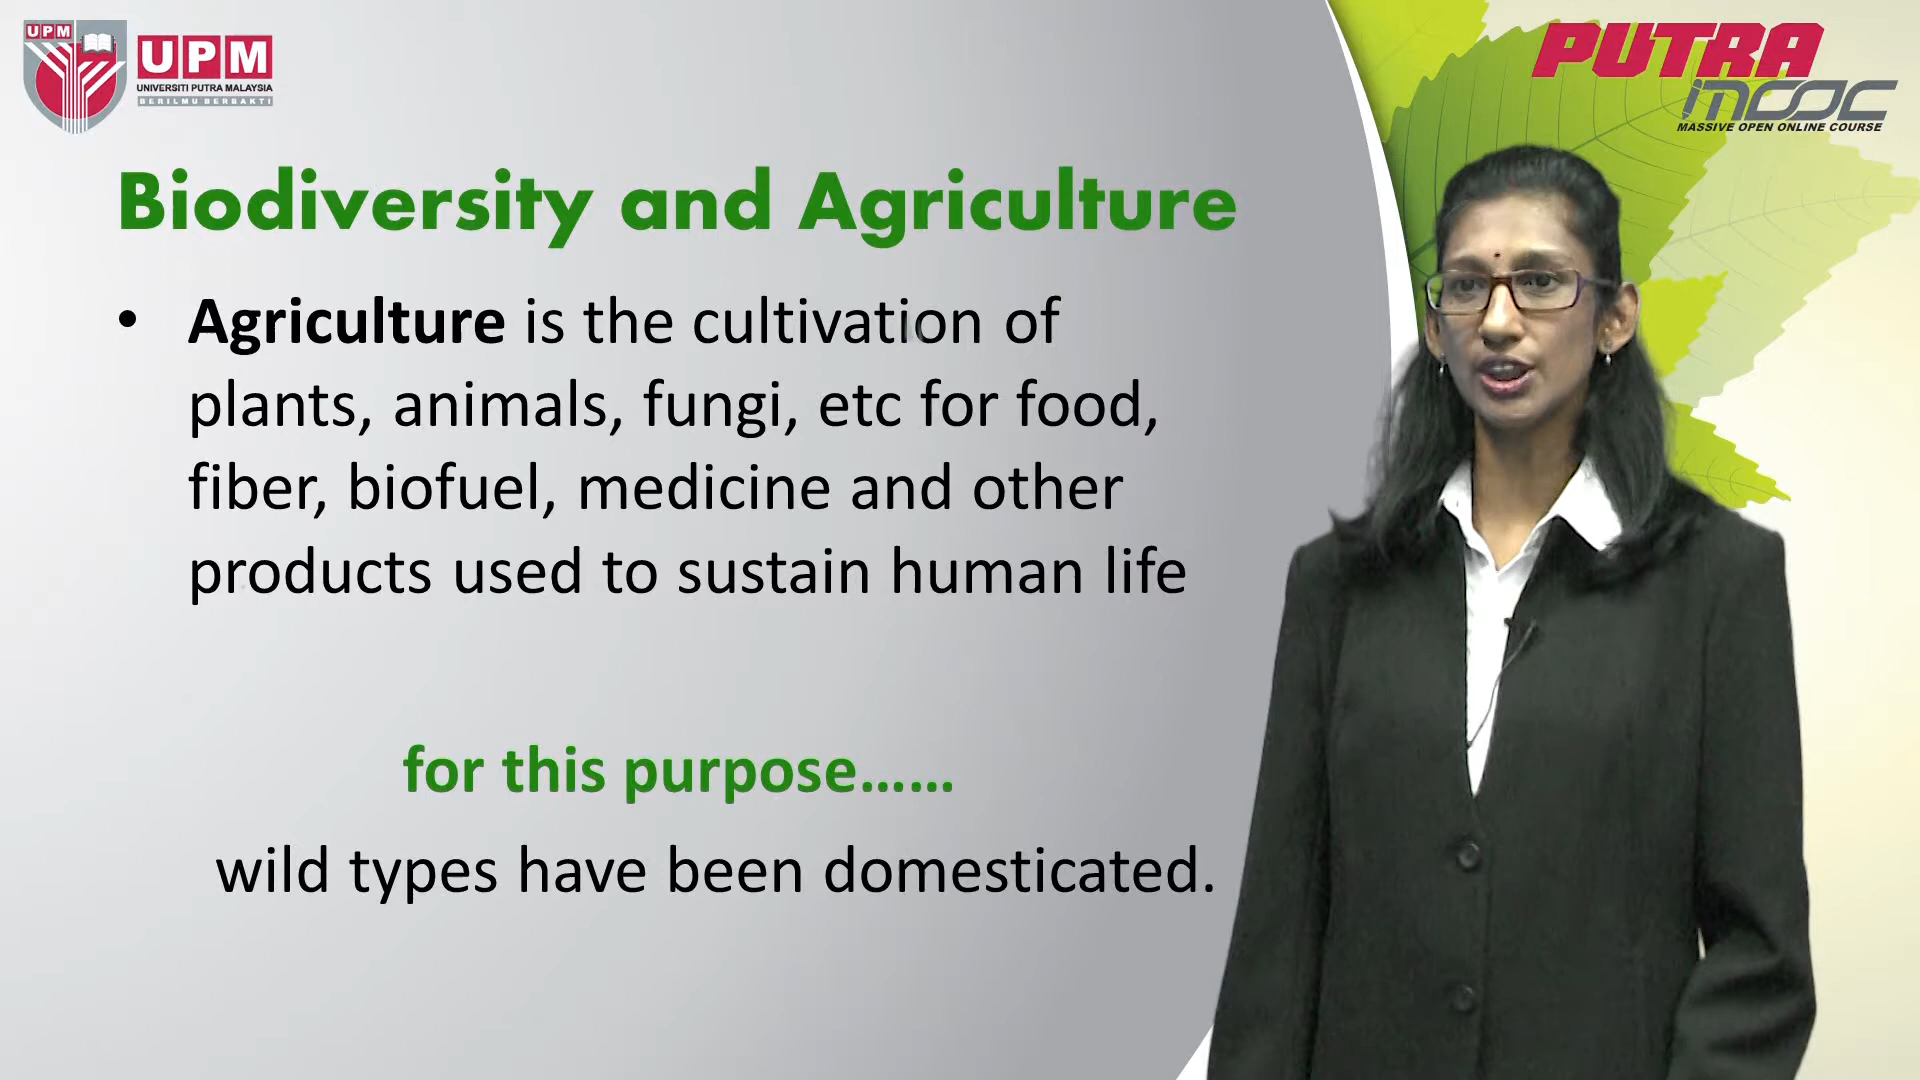 UPM
UPM
UNIVERSITI PUTRA MALAYSIA
BERILMU BERBAKTI
PUTRA
MOOC
MASSIVE OPEN ONLINE COURSE
Biodiversity and Agriculture
• Agriculture is the cultivation of
plants, animals, fungi, etc for food,
fiber, biofuel, medicine and other
products used to sustain human life
for this purpose......
wild types have been domesticated.